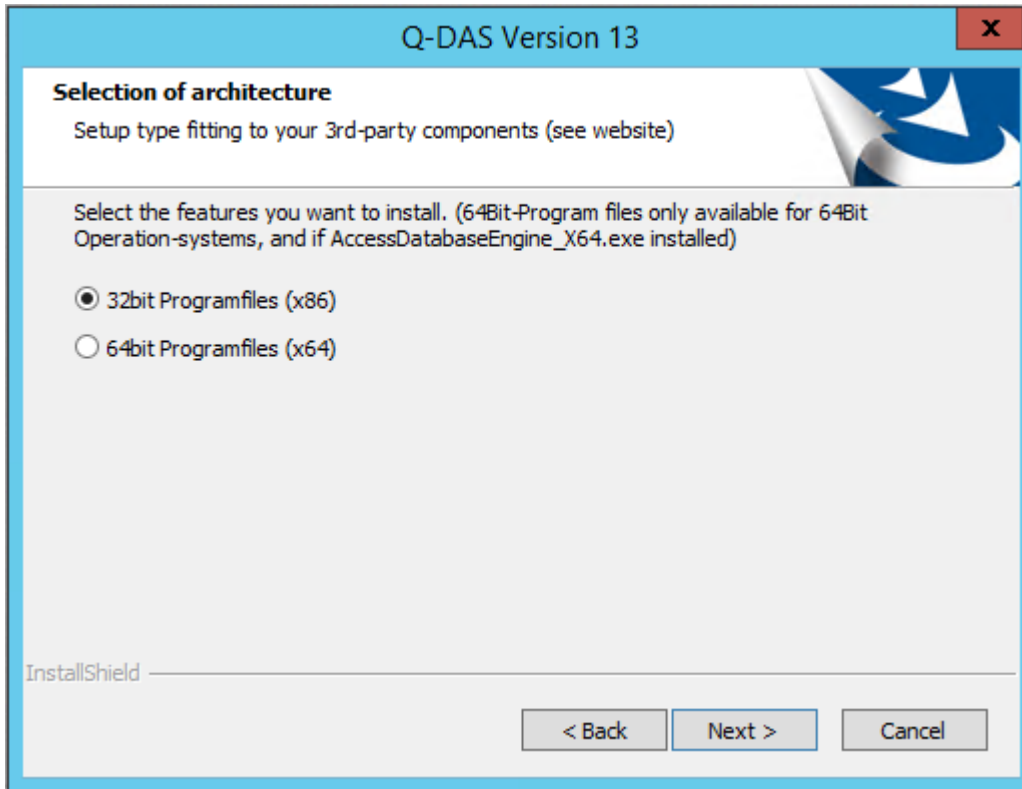 Q-DAS Version 13
x
Selection of architecture
Setup type fitting to your 3rd-party components (see website)
Select the features you want to install. (64Bit-Program files only available for 64Bit
Operation-systems, and if AccessDatabaseEngine_X64.exe installed)
32bit Programfiles (x86)
64bit Programfiles (x64)
InstallShield
< Back Next > Cancel